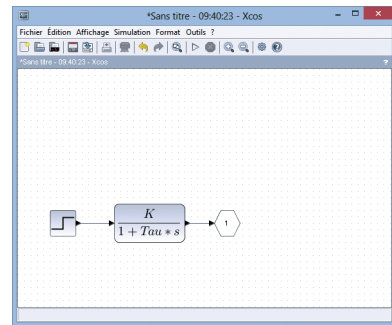 *Sans titre - 09:40:23 - Xcos
Fichier Édition Affichage Simulation Format Outils ?
*Sans titre - 09:40:23 - Xcos ?
K
1 + Tau * s
1